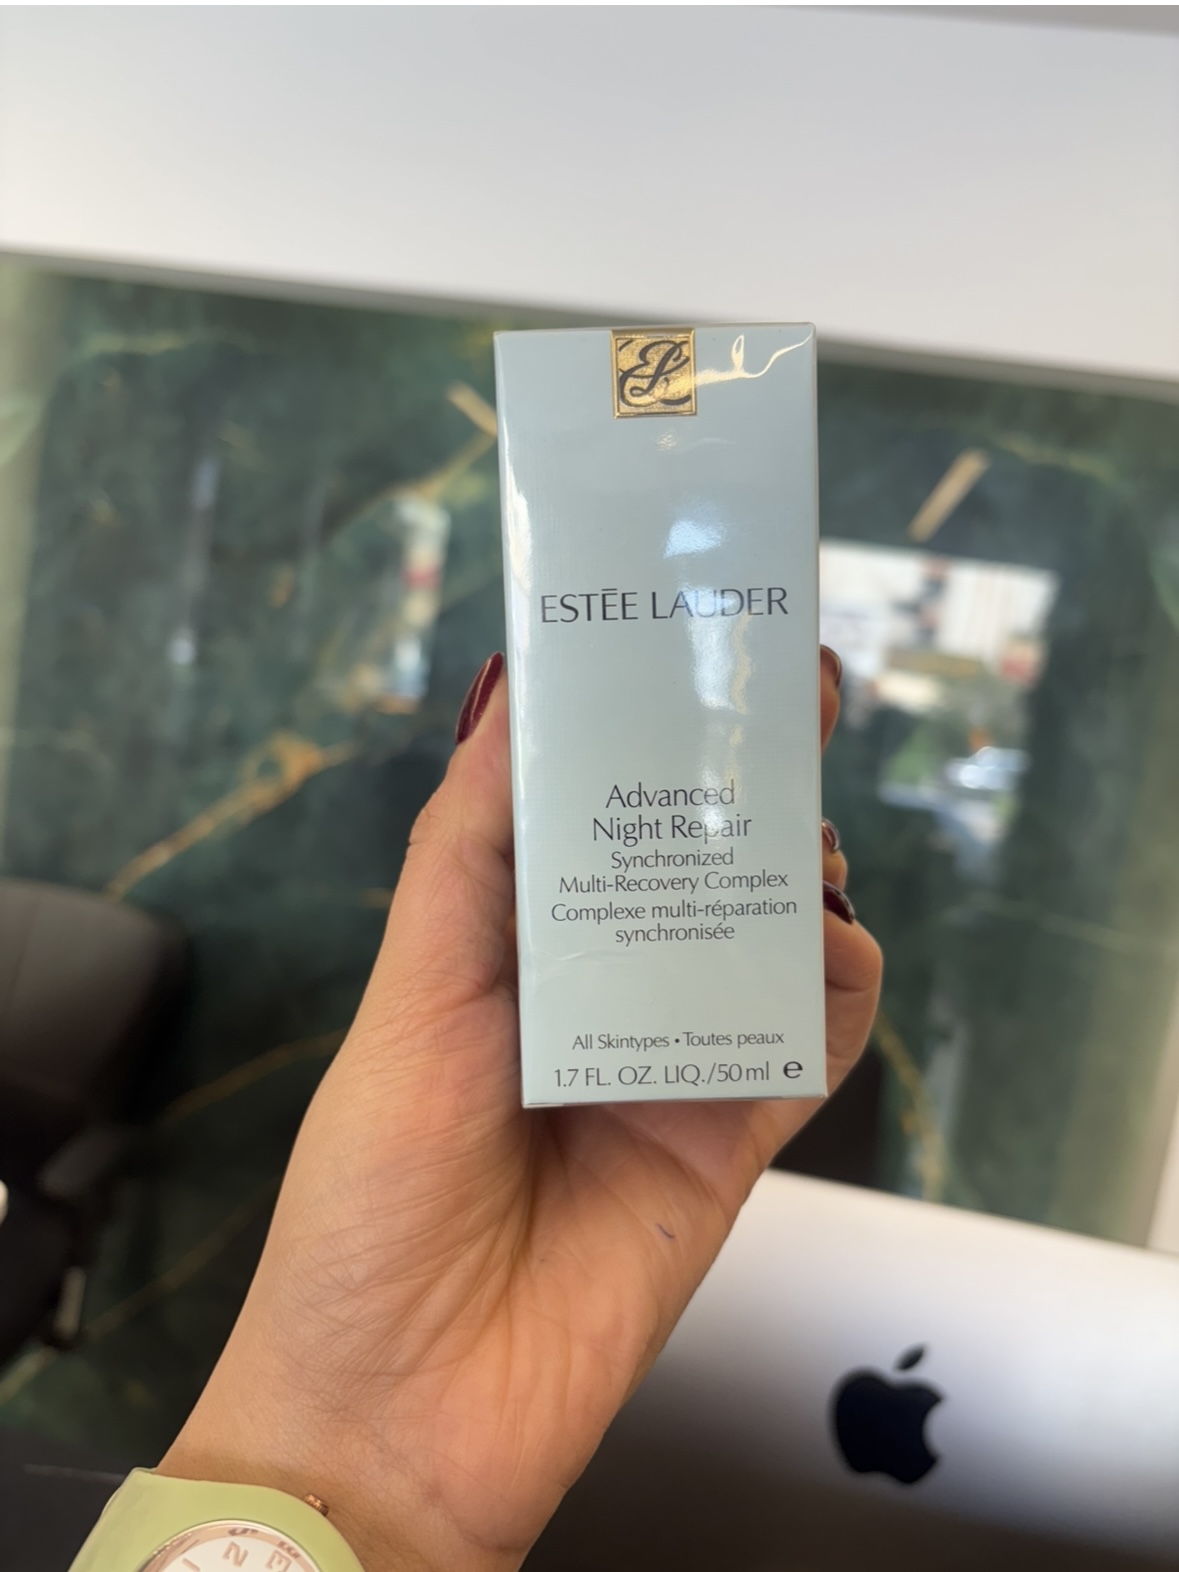 EL
ESTĒE LAUDER
Advanced
Night Repair
Synchronized
Multi-Recovery Complex
Complexe multi-réparation
synchronisée
All Skintypes • Toutes peaux
1.7 FL. OZ. LIQ./50 ml e